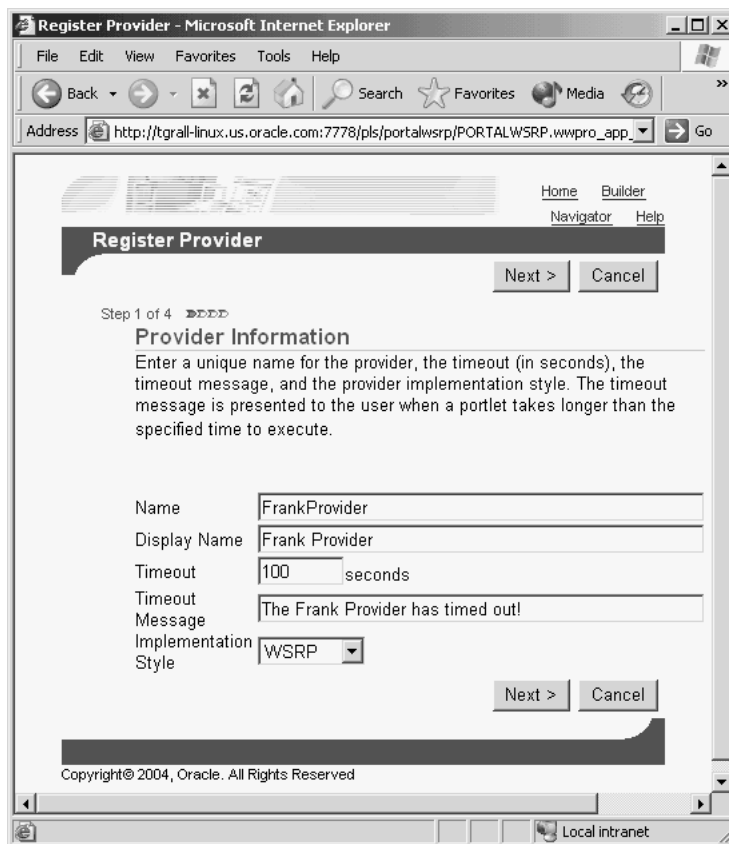 Register Provider - Microsoft Internet Explorer
File Edit View Favorites Tools Help
Back Search Favorites Media »
Address http://tgrall-linux.us.oracle.com:7778/pls/portalwsrp/PORTALWSRP.wwpro_app_ Go
Home Builder
Navigator Help
Register Provider
Next > Cancel
Step 1 of 4
Provider Information
Enter a unique name for the provider, the timeout (in seconds), the
timeout message, and the provider implementation style. The timeout
message is presented to the user when a portlet takes longer than the
specified time to execute.
Name FrankProvider
Display Name Frank Provider
Timeout 100 seconds
Timeout
Message The Frank Provider has timed out!
Implementation
Style WSRP
Next > Cancel
Copyright© 2004, Oracle. All Rights Reserved
Local intranet